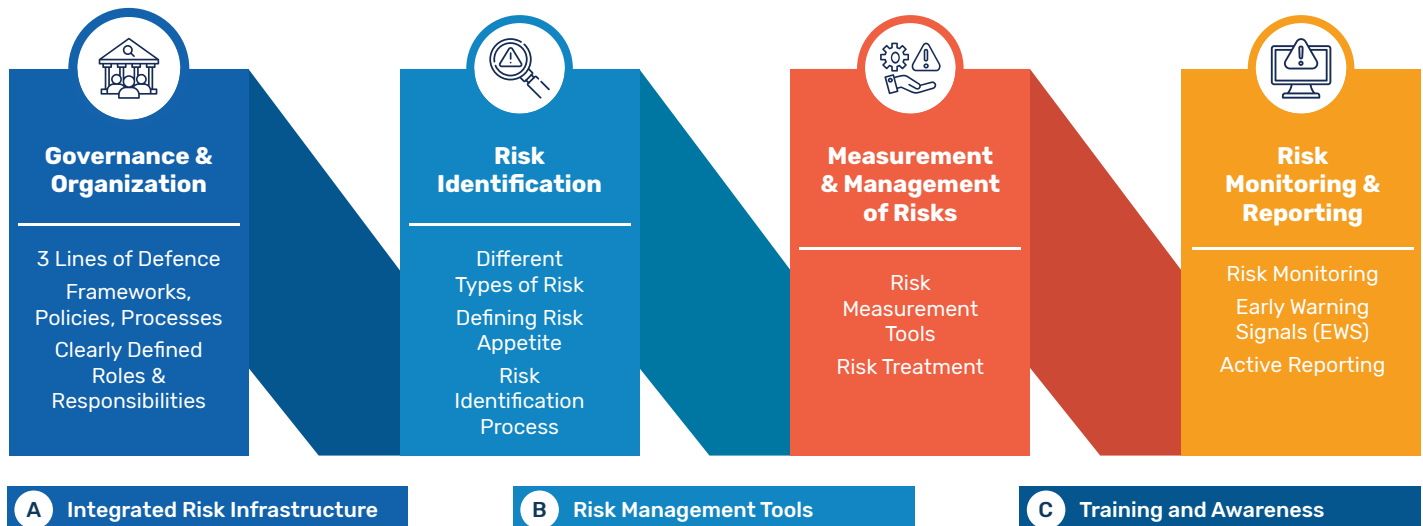 Governance &
Organization
3 Lines of Defence
Frameworks,
Policies, Processes
Clearly Defined
Roles &
Responsibilities
Risk
Identification
Different
Types of Risk
Defining Risk
Appetite
Risk
Identification
Process
Measurement
& Management
of Risks
Risk
Measurement
Tools
Risk Treatment
Risk
Monitoring &
Reporting
Risk Monitoring
Early Warning
Signals (EWS)
Active Reporting
A Integrated Risk Infrastructure
B Risk Management Tools
C Training and Awareness